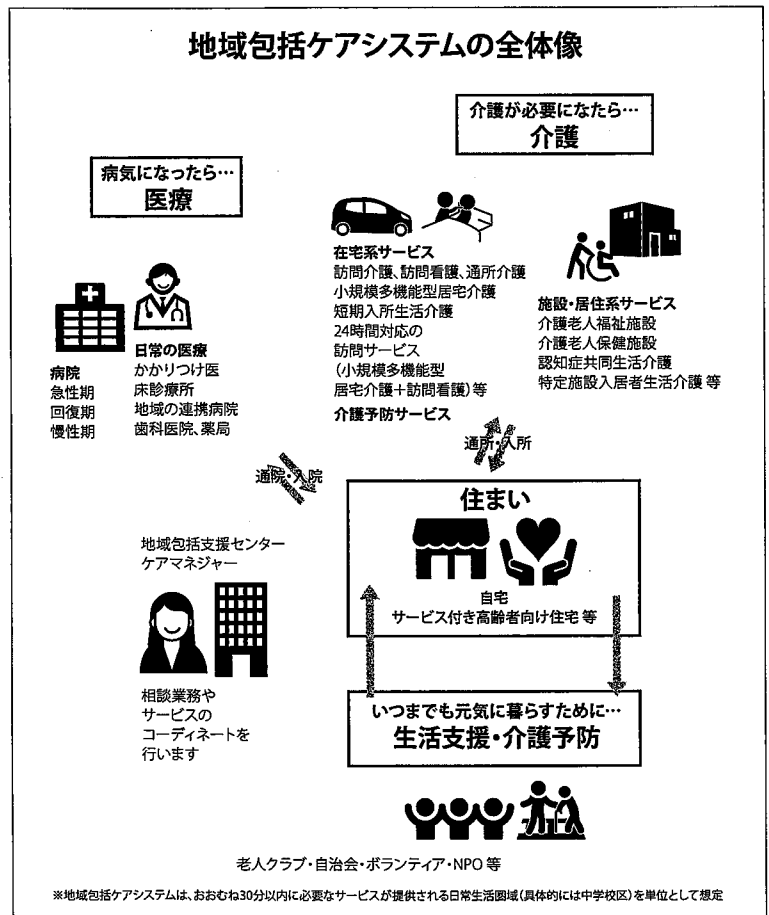 地域包括ケアシステムの全体像
介護が必要になたら…
介護
病気になったら…
医療
在宅系サービス
訪問介護、訪問看護、通所介護
小規模多機能型居宅介護
短期入所生活介護
24時間対応の
訪問サービス
（小規模多機能型
居宅介護＋訪問看護）等
介護予防サービス
施設・居住系サービス
介護老人福祉施設
介護老人保健施設
認知症共同生活介護
特定施設入居者生活介護 等
病院
急性期
回復期
慢性期
日常の医療
かかりつけ医
床診療所
地域の連携病院
歯科医院、薬局
通所・入所
通院・入院
住まい
自宅
サービス付き高齢者向け住宅 等
地域包括支援センター
ケアマネジャー
相談業務や
サービスの
コーディネートを
行います
いつまでも元気に暮らすために…
生活支援・介護予防
老人クラブ・自治会・ボランティア・NPO 等
※地域包括ケアシステムは、おおむね30分以内に必要なサービスが提供される日常生活圏域（具体的には中学校区）を単位として想定